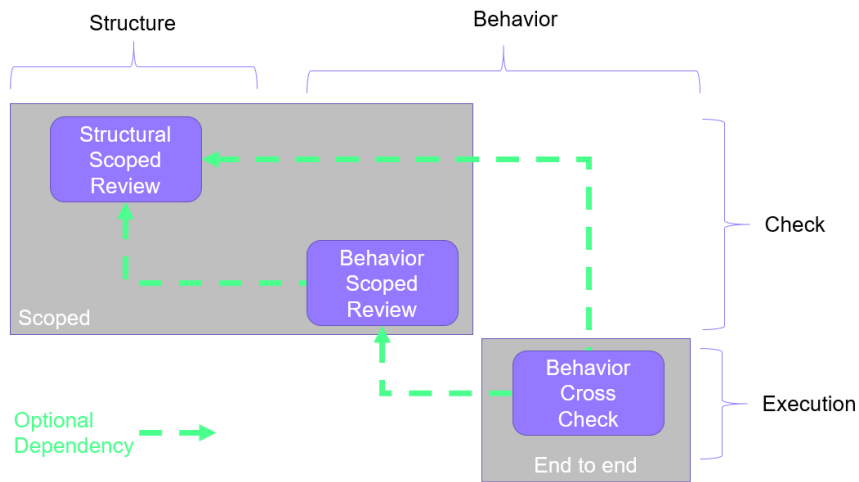 Structure
Behavior
Structural
Scoped
Review
Check
Behavior
Scoped
Review
Scoped
Behavior
Cross
Check
Execution
Optional
Dependency
End to end